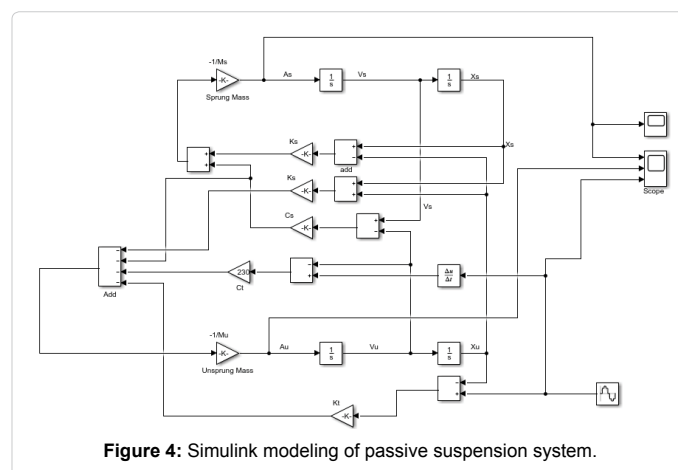 -1/Ms
-K-
Sprung Mass
As
1
s
Vs
1
s
Xs
Xs
Ks
-K-
+
+
+
−
add
Ks
-K-
+
−
Scope
Vs
Cs
-K-
+
−
−
−
−
−
Add
230
Ct
−
+
Δu
Δt
-1/Mu
-K-
Unsprung Mass
Au
1
s
Vu
1
s
Xu
Kt
-K-
−
+
Figure 4: Simulink modeling of passive suspension system.